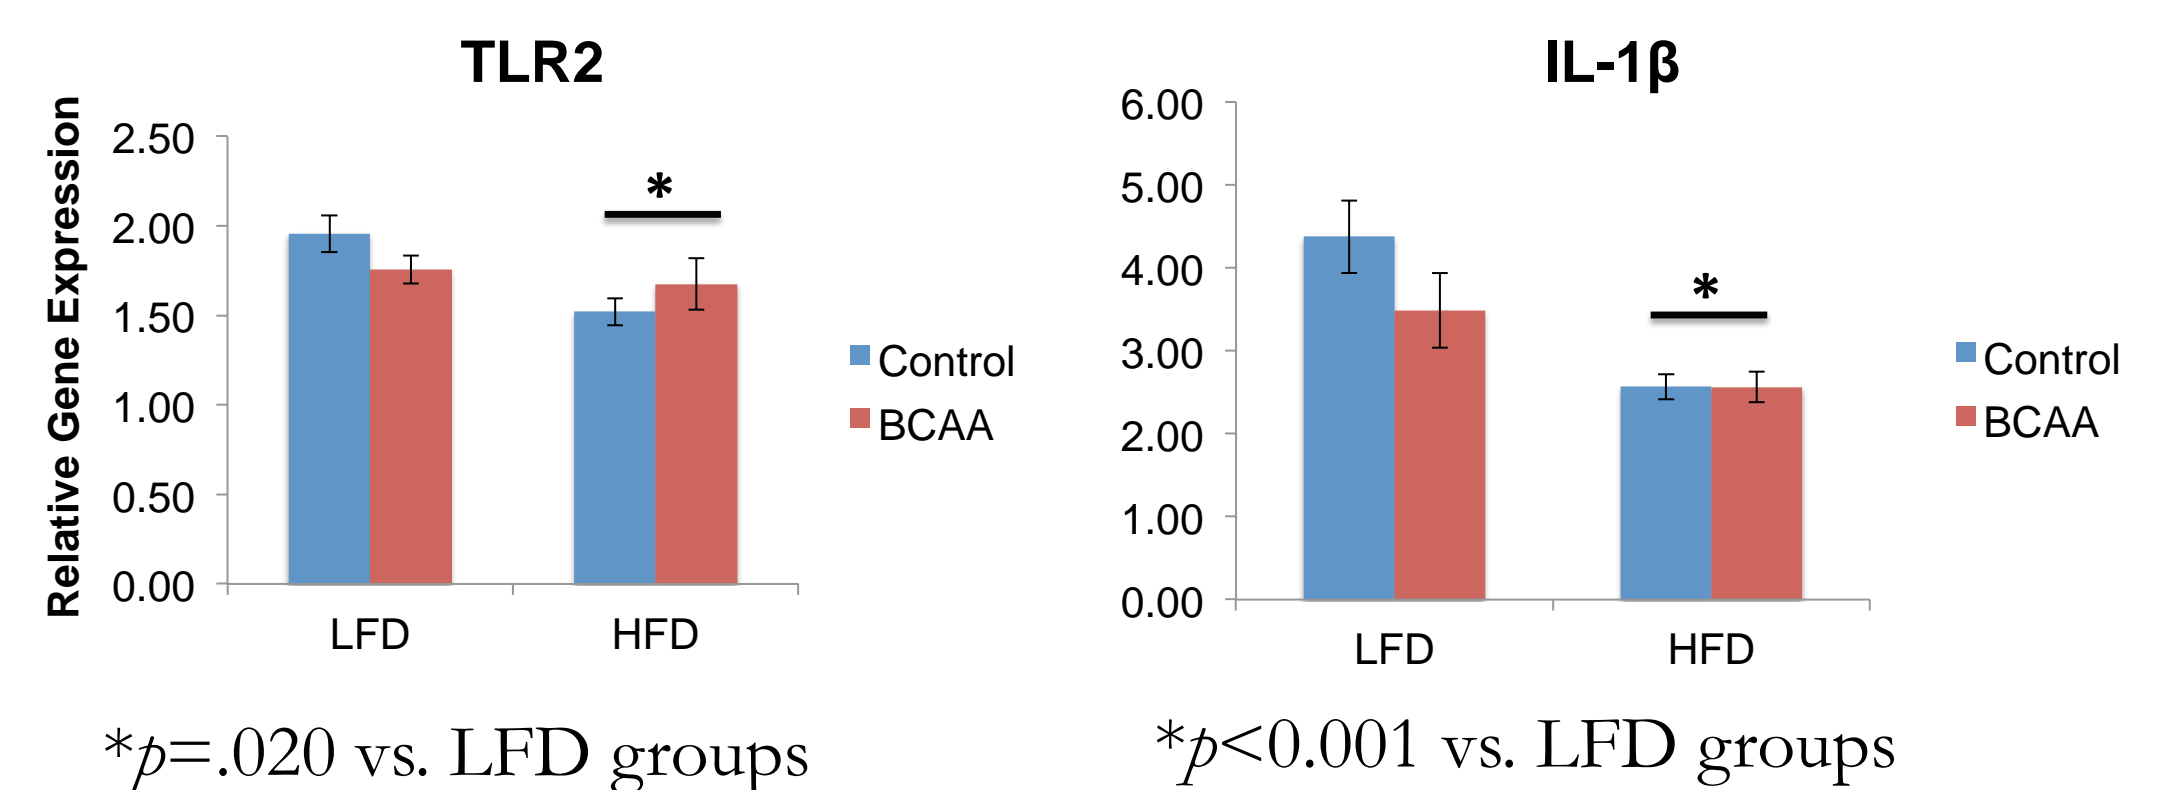 TLR2
Relative Gene Expression
2.50
2.00
1.50
1.00
0.50
0.00
*
LFD
HFD
Control
BCAA
*p=.020 vs. LFD groups
IL-1β
6.00
5.00
4.00
3.00
2.00
1.00
0.00
*
LFD
HFD
Control
BCAA
*p<0.001 vs. LFD groups